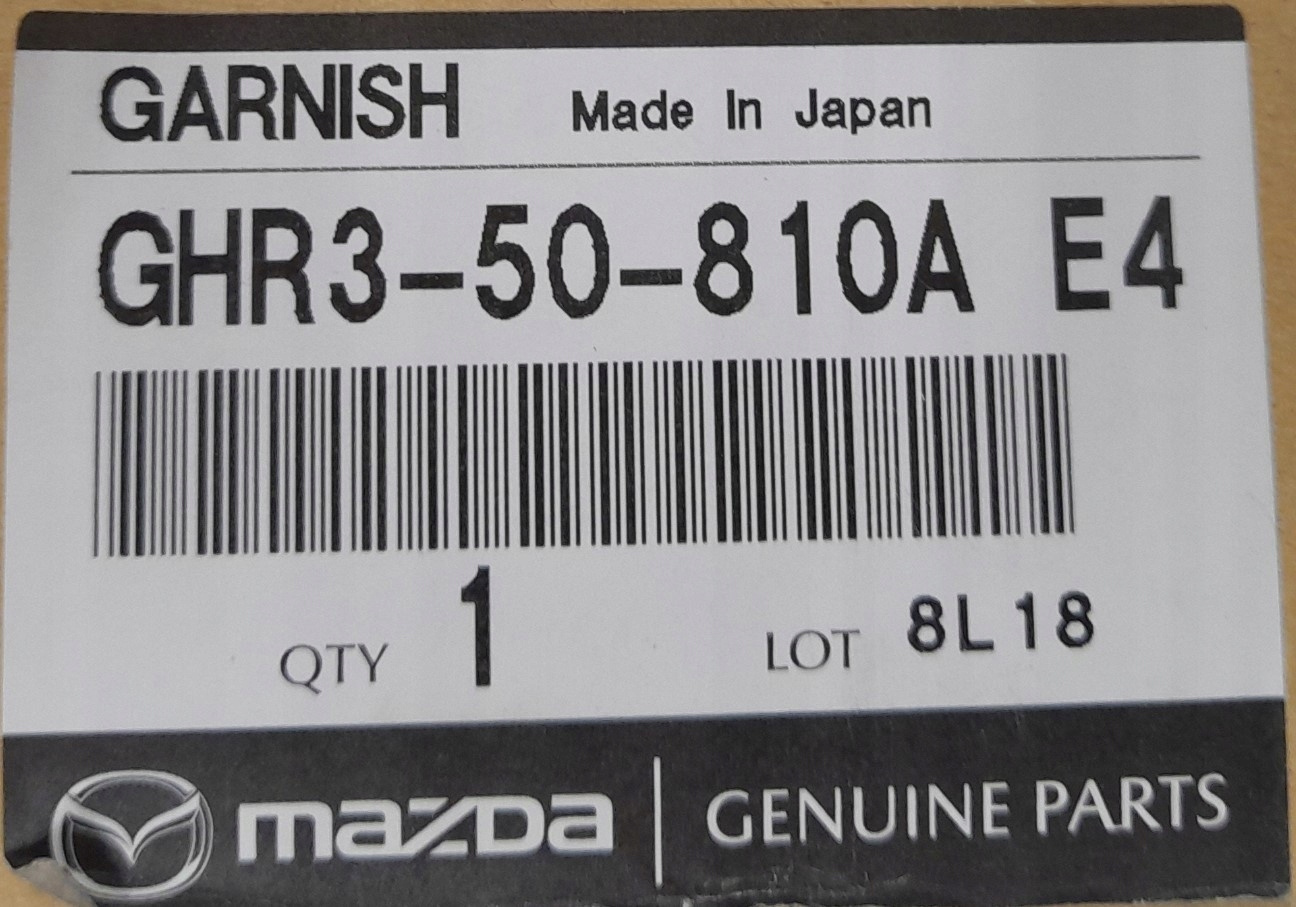 GARNISH Made In Japan
GHR3-50-810A E4
QTY 1 LOT 8L18
mazda GENUINE PARTS